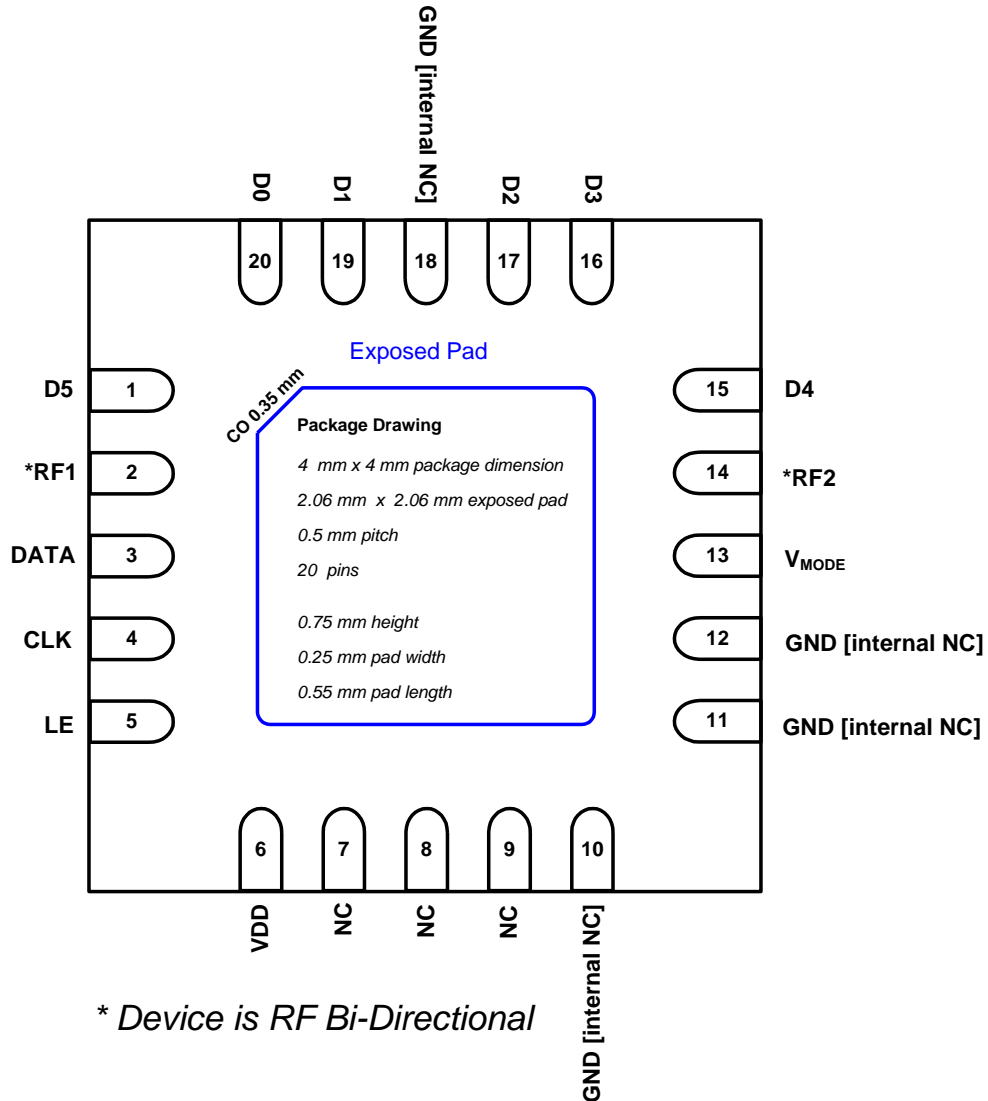 GND [internal NC]
D0
D1
D2
D3
20
19
18
17
16
Exposed Pad
CO 0.35 mm
D5
1
15
D4
*RF1
2
14
*RF2
DATA
3
13
VMODE
CLK
4
12
GND [internal NC]
LE
5
11
GND [internal NC]
Package Drawing
4 mm x 4 mm package dimension
2.06 mm x 2.06 mm exposed pad
0.5 mm pitch
20 pins
0.75 mm height
0.25 mm pad width
0.55 mm pad length
6
7
8
9
10
VDD
NC
NC
NC
GND [internal NC]
* Device is RF Bi-Directional